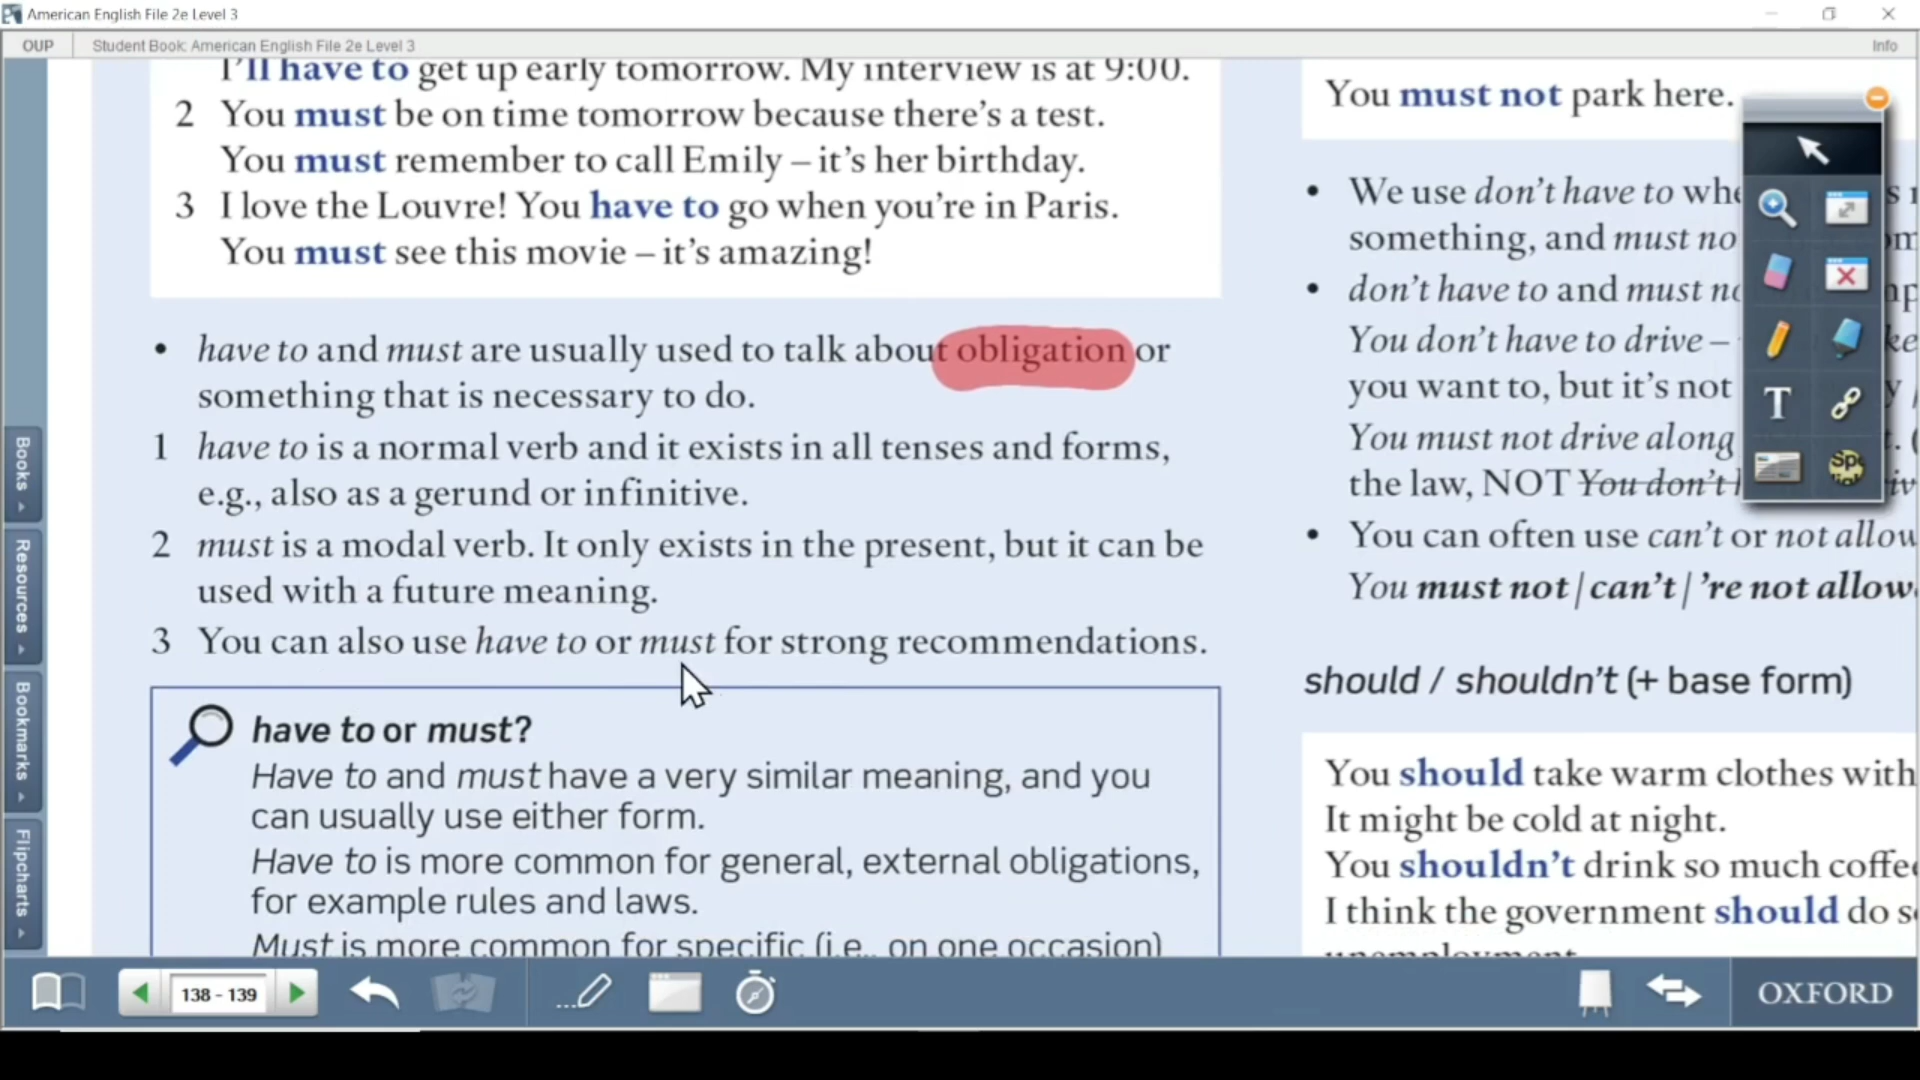 American English File 2e Level 3
OUP
Student Book: American English File 2e Level 3
Info
I'll have to get up early tomorrow. My interview is at 9:00.
2 You must be on time tomorrow because there's a test.
You must remember to call Emily – it's her birthday.
3 I love the Louvre! You have to go when you're in Paris.
You must see this movie – it's amazing!
• have to and must are usually used to talk about obligation or
something that is necessary to do.
1 have to is a normal verb and it exists in all tenses and forms,
e.g., also as a gerund or infinitive.
2 must is a modal verb. It only exists in the present, but it can be
used with a future meaning.
3 You can also use have to or must for strong recommendations.
have to or must?
Have to and must have a very similar meaning, and you
can usually use either form.
Have to is more common for general, external obligations,
for example rules and laws.
Must is more common for specific (i.e., on one occasion)
You must not park here.
• We use don't have to
something, and must
• don't have to and must
You don't have to drive –
you want to, but it's not
You must not drive along
the law, NOT You don't
• You can often use can't or not
You must not / can't / 're not
should / shouldn't (+ base form)
You should take warm clothes with
It might be cold at night.
You shouldn't drink so much
I think the government should do
unemployment
T
Books
Resources
Bookmarks
Flipcharts
138 - 139
OXFORD